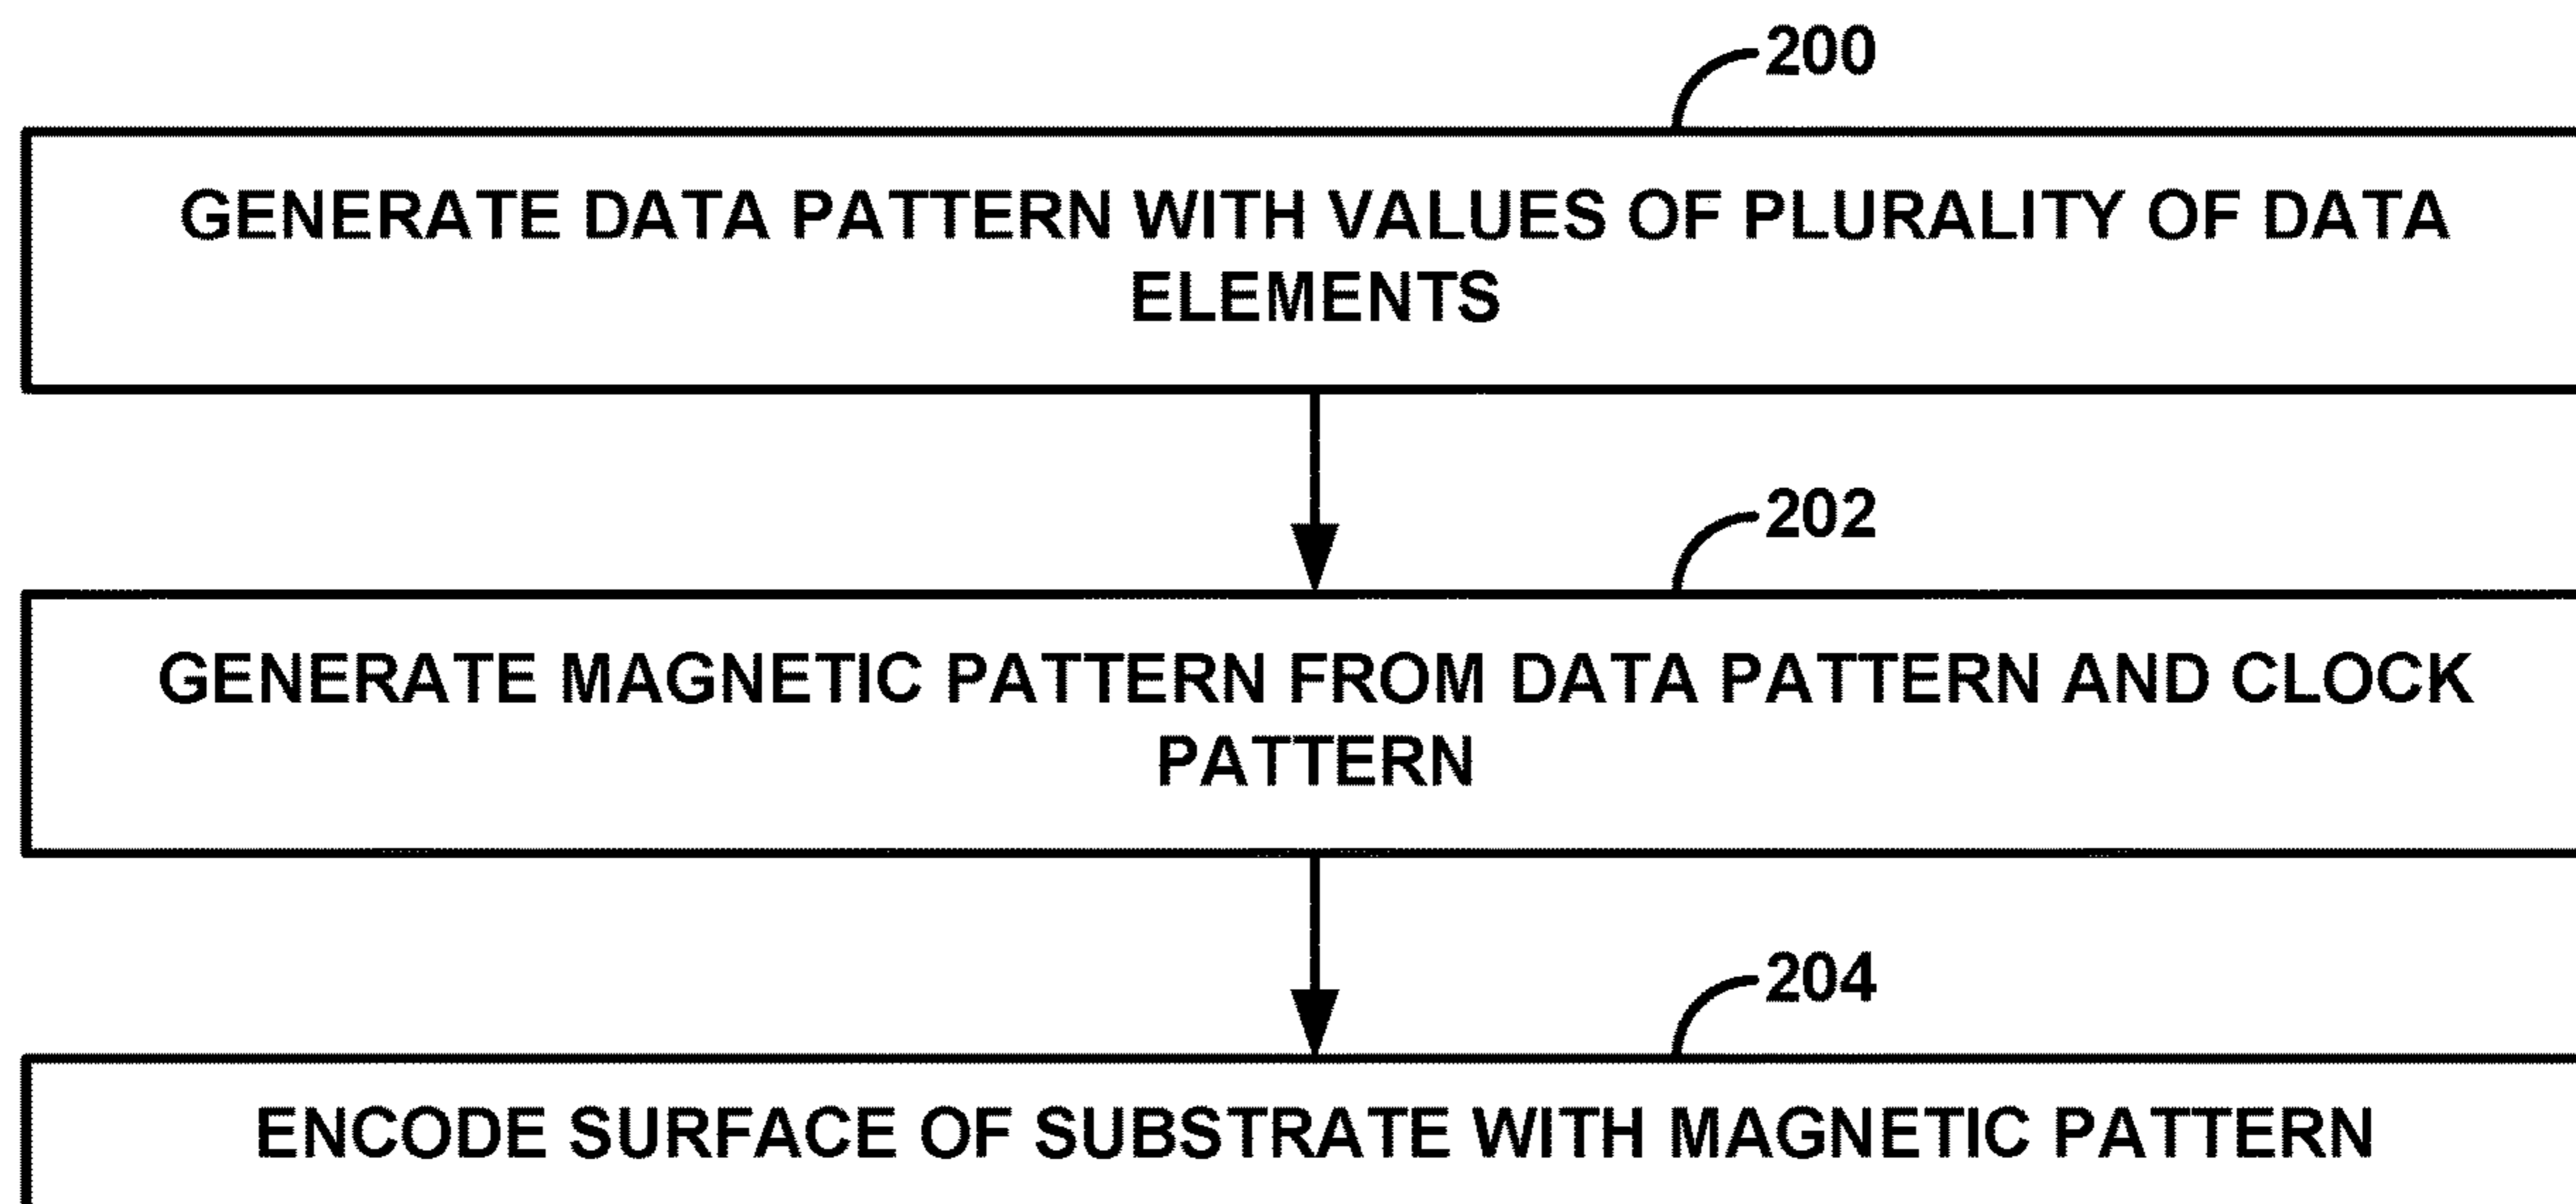 200
GENERATE DATA PATTERN WITH VALUES OF PLURALITY OF DATA
ELEMENTS
202
GENERATE MAGNETIC PATTERN FROM DATA PATTERN AND CLOCK
PATTERN
204
ENCODE SURFACE OF SUBSTRATE WITH MAGNETIC PATTERN